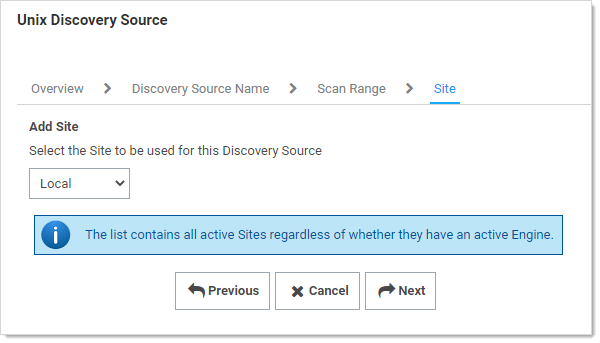 Unix Discovery Source
Overview > Discovery Source Name > Scan Range > Site
Add Site
Select the Site to be used for this Discovery Source
Local
The list contains all active Sites regardless of whether they have an active Engine.
Previous Cancel Next